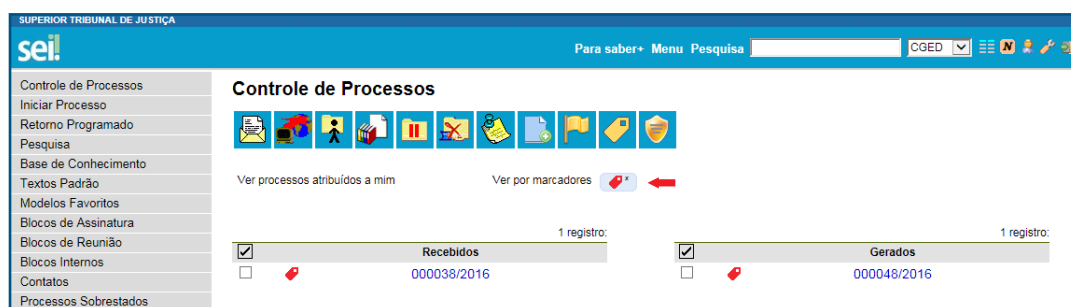 SUPERIOR TRIBUNAL DE JUSTIÇA
sei!
Para saber+ Menu Pesquisa CGED N
Controle de Processos
Iniciar Processo
Retorno Programado
Pesquisa
Base de Conhecimento
Textos Padrão
Modelos Favoritos
Blocos de Assinatura
Blocos de Reunião
Blocos Internos
Contatos
Processos Sobrestados
Controle de Processos
Ver processos atribuídos a mim Ver por marcadores x
1 registro: 1 registro:
Recebidos Gerados
000038/2016 000048/2016